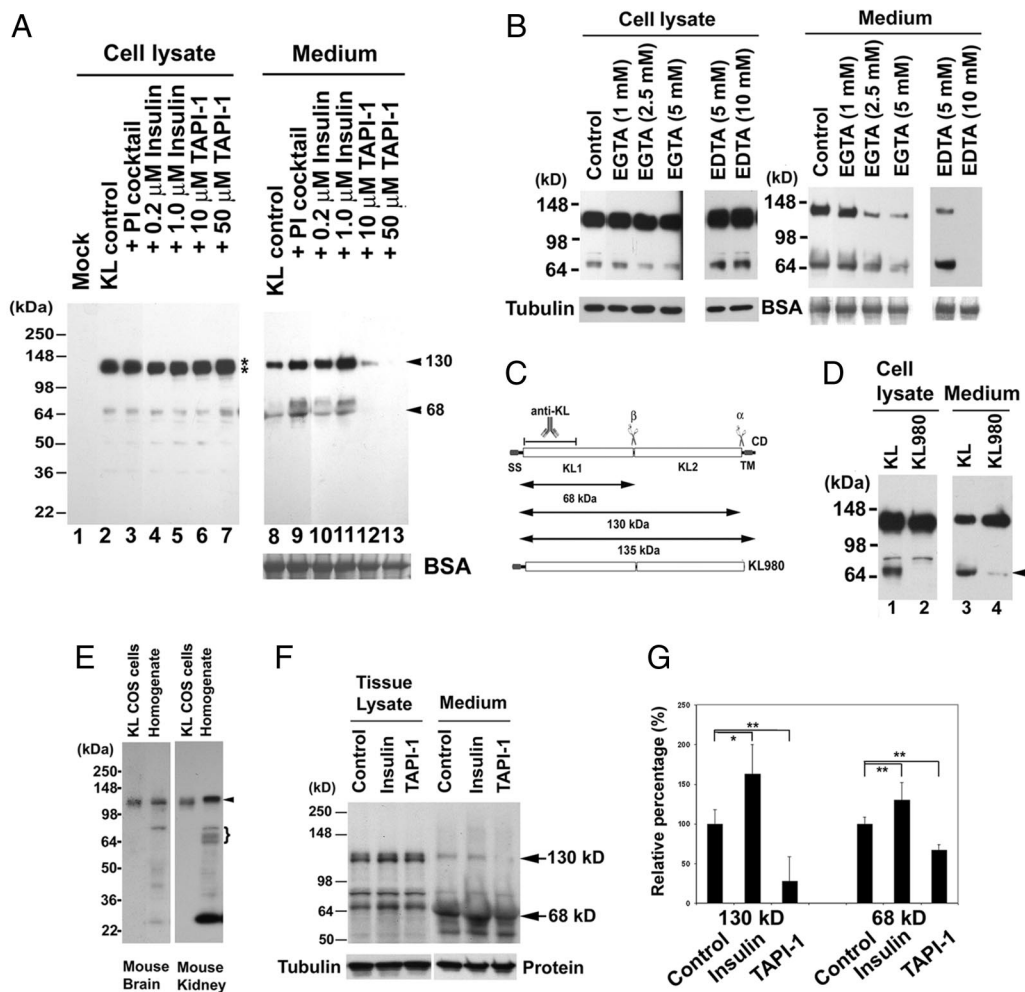 A
Cell lysate
Medium
Mock
KL control
+ PI cocktail
+ 0.2 µM Insulin
+ 1.0 µM Insulin
+ 10 µM TAPI-1
+ 50 µM TAPI-1
KL control
+ PI cocktail
+ 0.2 µM Insulin
+ 1.0 µM Insulin
+ 10 µM TAPI-1
+ 50 µM TAPI-1
(kDa)
250
148
98
64
50
36
22
*
*
130
68
1 2 3 4 5 6 7
8 9 10 11 12 13
BSA
B
Cell lysate
Medium
Control
EGTA (1 mM)
EGTA (2.5 mM)
EGTA (5 mM)
EDTA (5 mM)
EDTA (10 mM)
Control
EGTA (1 mM)
EGTA (2.5 mM)
EGTA (5 mM)
EDTA (5 mM)
EDTA (10 mM)
(kD)
148
98
64
Tubulin
(kD)
148
98
64
BSA
C
anti-KL
β
α
CD
SS
KL1
KL2
TM
68 kDa
130 kDa
135 kDa
KL980
D
Cell lysate
Medium
KL
KL980
KL
KL980
(kDa)
148
98
64
1 2 3 4
E
KL COS cells
Homogenate
KL COS cells
Homogenate
(kDa)
250
148
98
64
36
22
}
Mouse Brain
Mouse Kidney
F
Tissue Lysate
Medium
Control
Insulin
TAPI-1
Control
Insulin
TAPI-1
(kD)
250
148
98
64
50
130 kD
68 kD
Tubulin
Protein
G
Relative percentage (%)
250
200
150
100
50
0
*
**
**
**
130 kD
68 kD
Control
Insulin
TAPI-1
Control
Insulin
TAPI-1